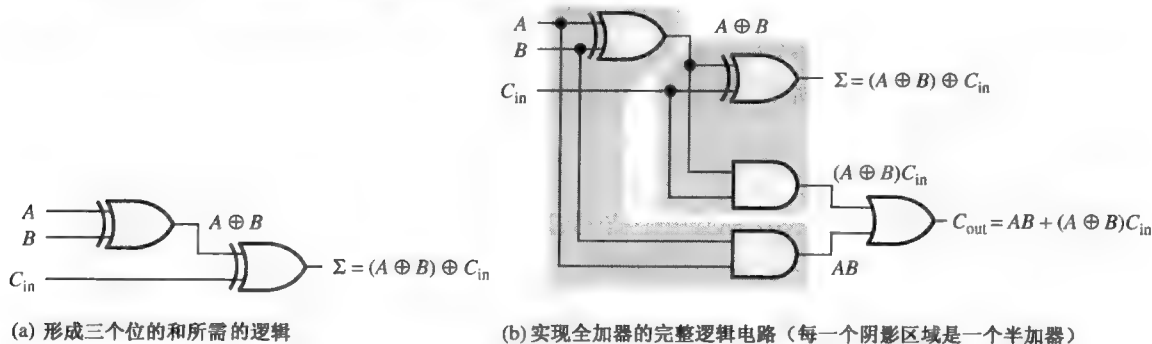 A
B
C_in
A ⊕ B
Σ = (A ⊕ B) ⊕ C_in
(a) 形成三个位的和所需的逻辑
A
B
C_in
A ⊕ B
Σ = (A ⊕ B) ⊕ C_in
(A ⊕ B)C_in
C_out = AB + (A ⊕ B)C_in
AB
(b) 实现全加器的完整逻辑电路（每一个阴影区域是一个半加器）